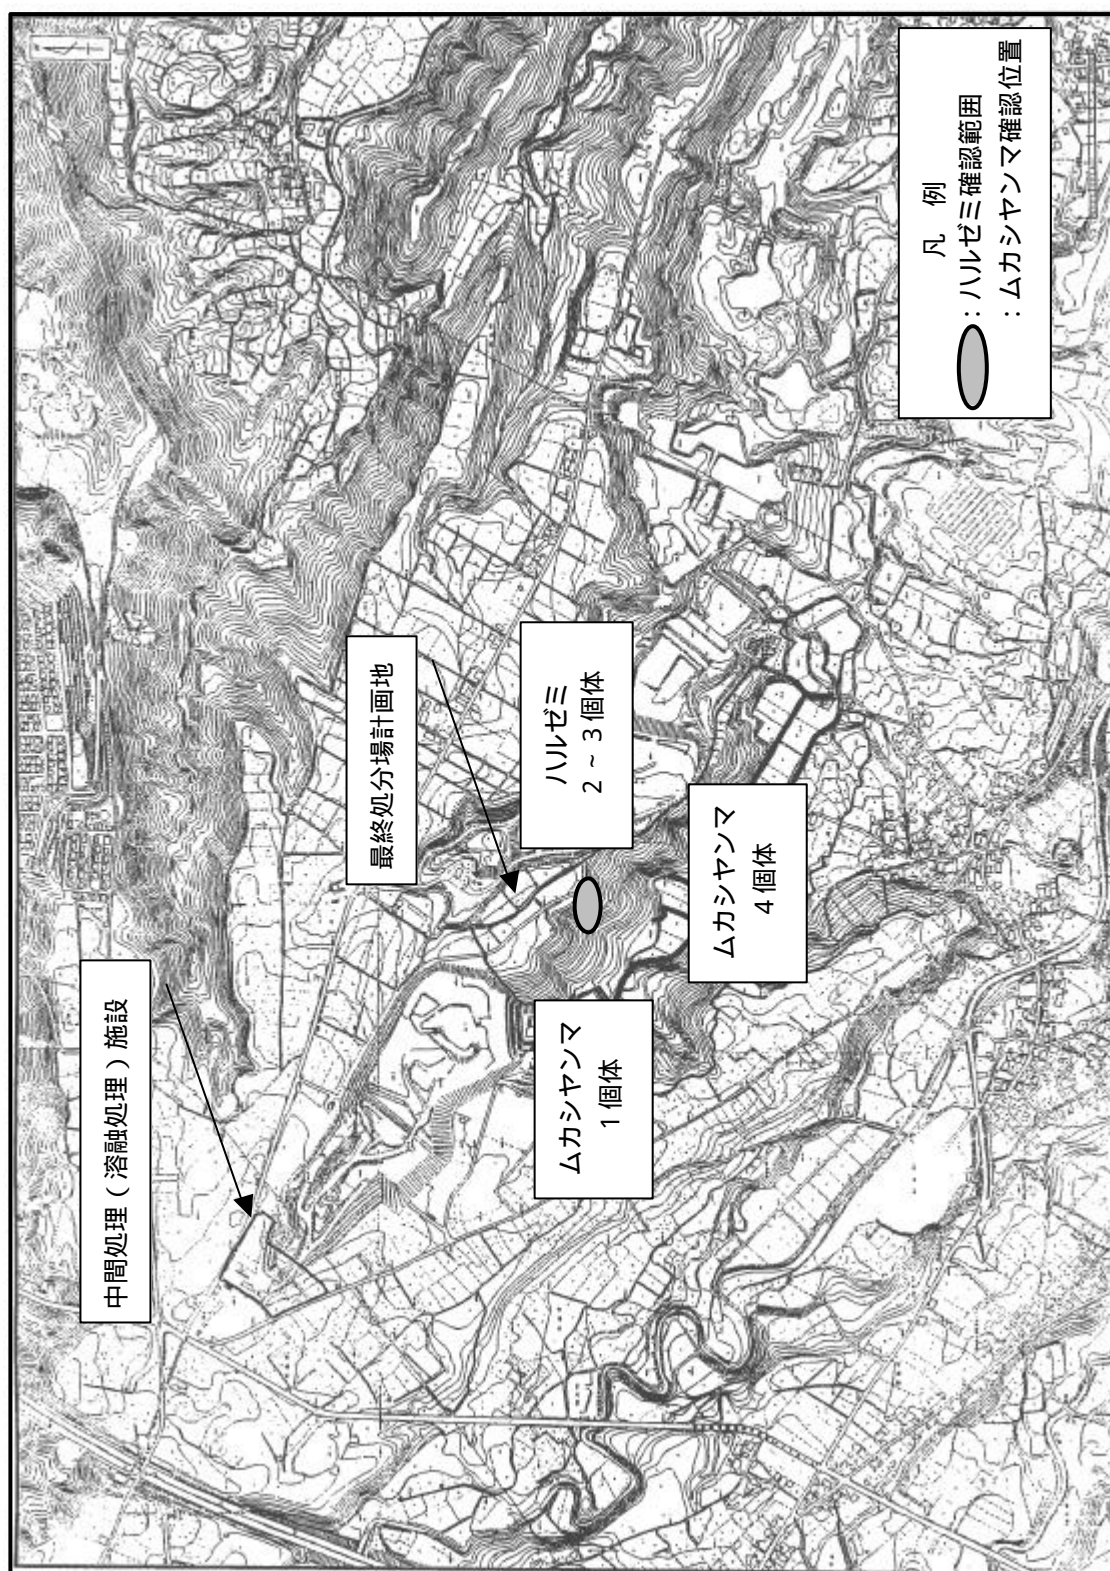 中間処理（溶融処理）施設
最終処分場計画地
ハルゼミ
２～３個体
ムカシヤンマ
１個体
ムカシヤンマ
４個体
凡　例
：ハルゼミ確認範囲
：ムカシヤンマ確認位置